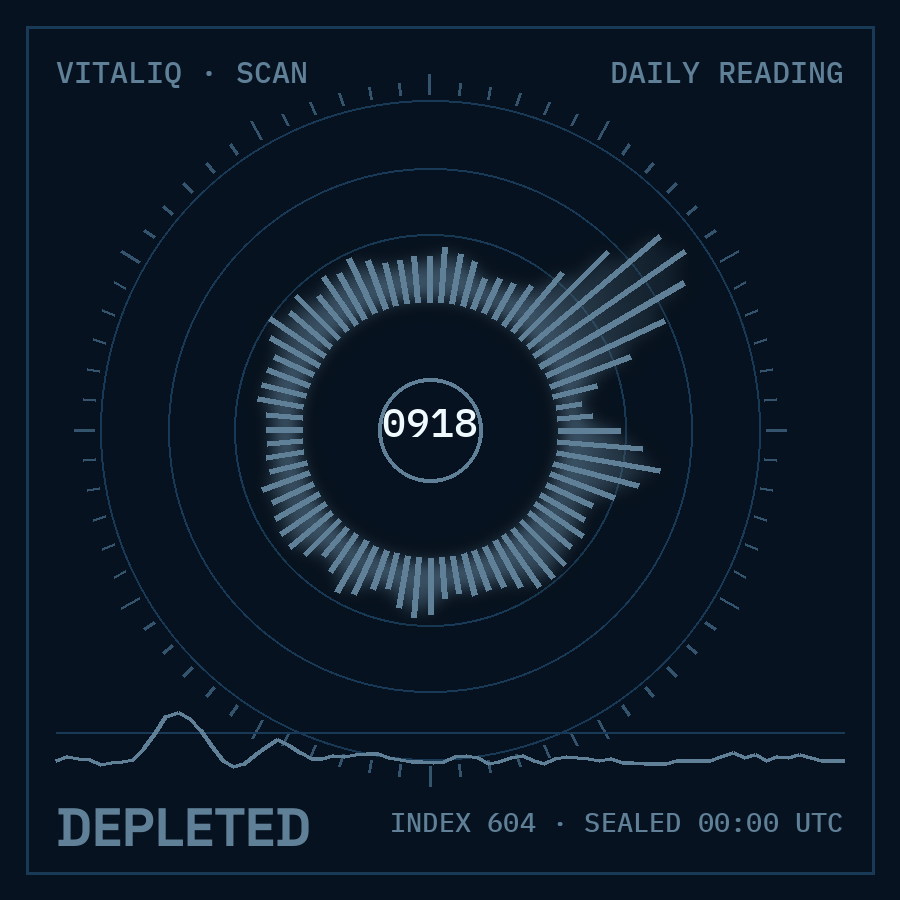 VITALIQ · SCAN
DAILY READING
0918
DEPLETED
INDEX 604 · SEALED 00:00 UTC